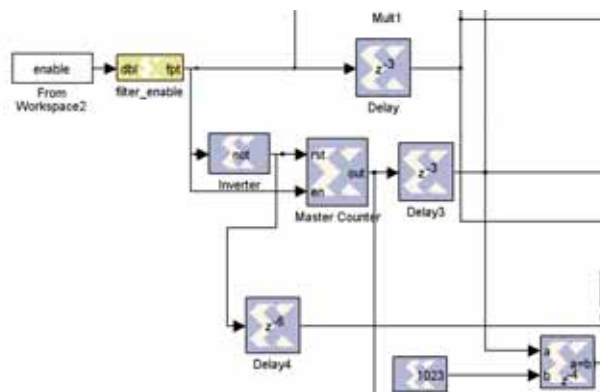 Mult1
enable
From
Workspace2
dbl fpt
filter_enable
z-3
Delay
not
Inverter
rst
en
out
Master Counter
z-3
Delay3
z-6
Delay4
1023
a
b
a=b
z-4